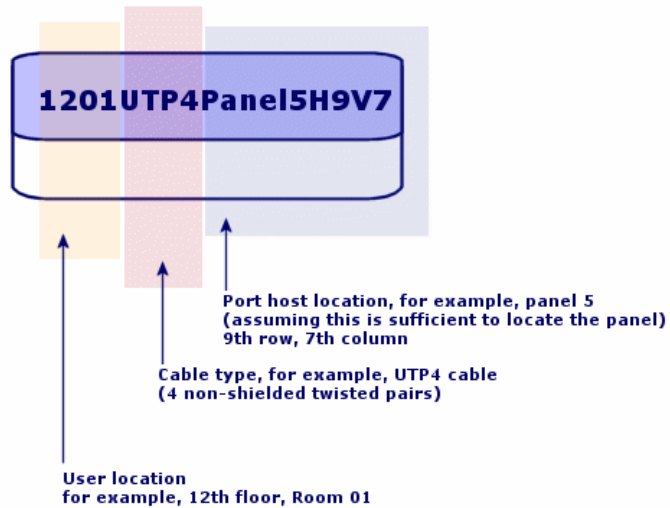 1201UTP4Panel5H9V7
Port host location, for example, panel 5
(assuming this is sufficient to locate the panel)
9th row, 7th column
Cable type, for example, UTP4 cable
(4 non-shielded twisted pairs)
User location
for example, 12th floor, Room 01